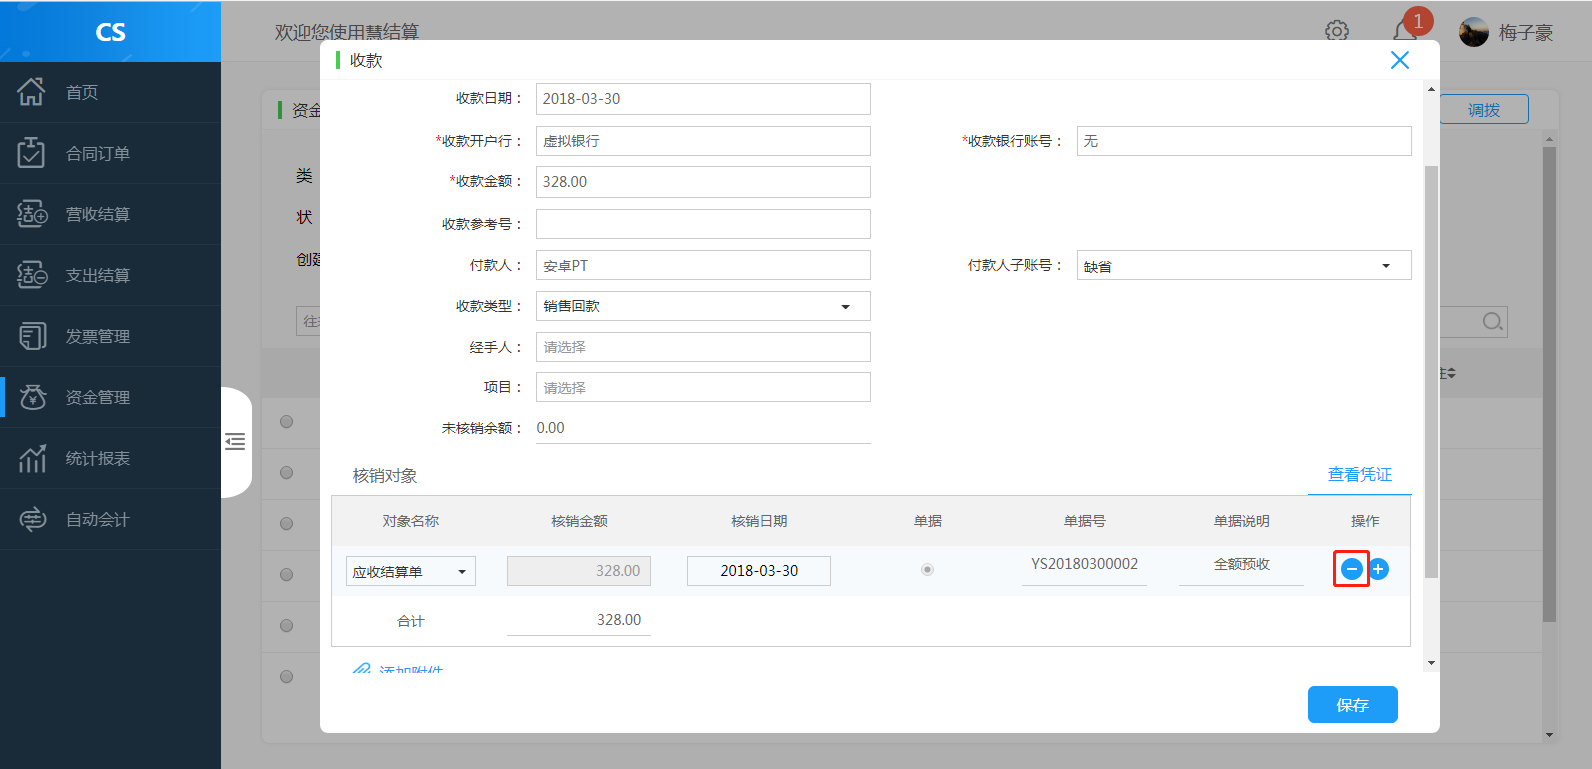 CS
欢迎您使用慧结算
1
梅子豪
首页
合同订单
营收结算
支出结算
发票管理
资金管理
统计报表
自动会计
资金
调拨
类
状
创建
往来
收款
收款日期： 2018-03-30
*收款开户行： 虚拟银行
*收款银行账号： 无
*收款金额： 328.00
收款参考号：
付款人： 安卓PT
付款人子账号： 缺省
收款类型： 销售回款
经手人： 请选择
项目： 请选择
未核销余额： 0.00
核销对象
查看凭证
对象名称 核销金额 核销日期 单据 单据号 单据说明 操作
应收结算单 328.00 2018-03-30 YS20180300002 全额预收
合计 328.00
添加附件
保存